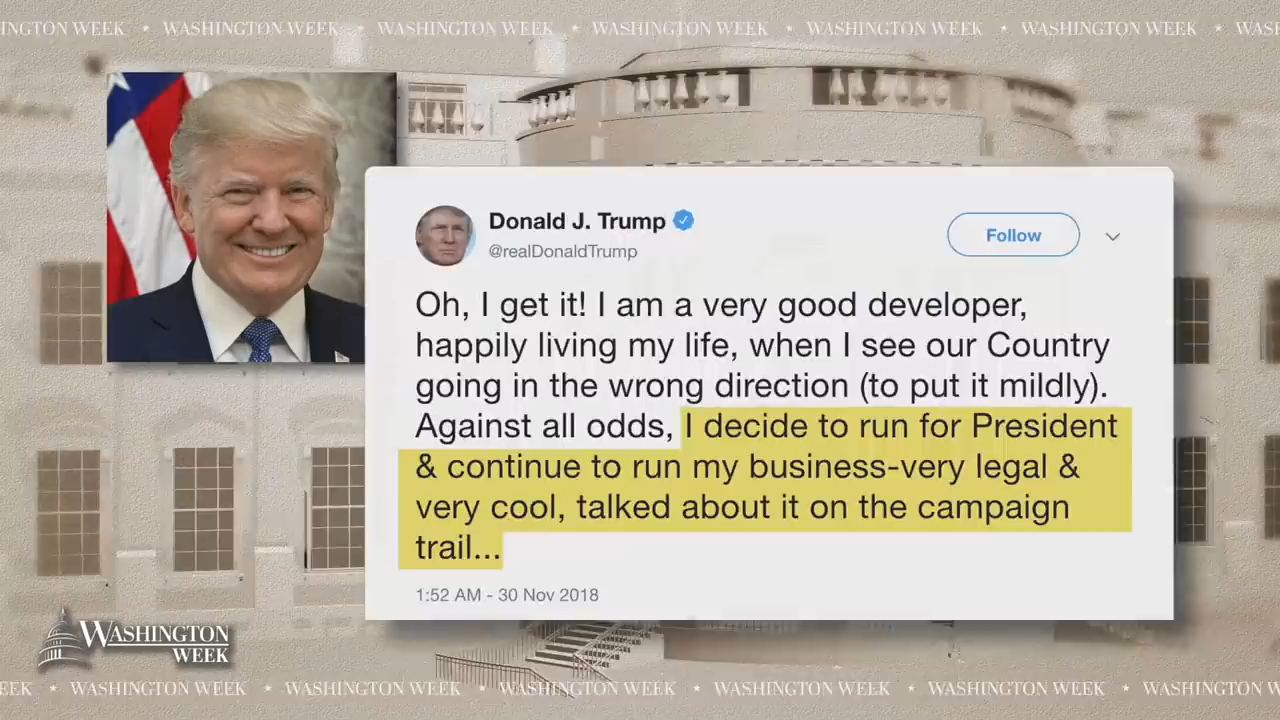 INGTON WEEK * WASHINGTON WEEK * WASHINGTON WEEK * WASHINGTON WEEK * WASHINGTON WEEK * WASHINGTON WEEK * WASH
Donald J. Trump
@realDonaldTrump
Follow
Oh, I get it! I am a very good developer,
happily living my life, when I see our Country
going in the wrong direction (to put it mildly).
Against all odds, I decide to run for President
& continue to run my business-very legal &
very cool, talked about it on the campaign
trail...
1:52 AM - 30 Nov 2018
WASHINGTON
WEEK
EEK * WASHINGTON WEEK * WASHINGTON WEEK * WASHINGTON WEEK * WASHINGTON WEEK * WASHINGTON WEEK * WASHINGTON W